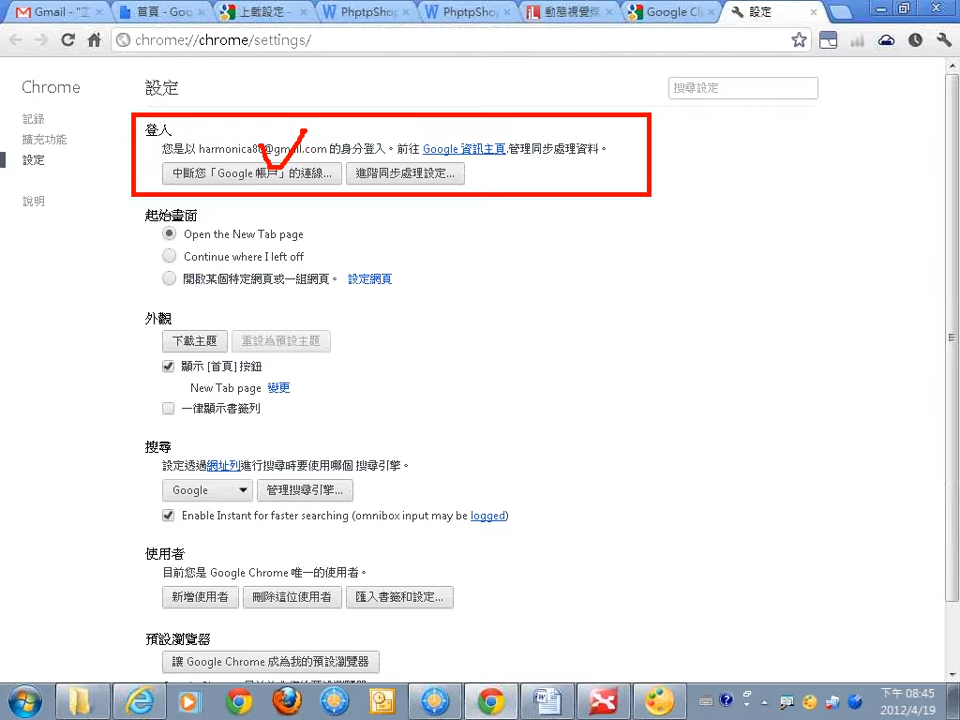 Gmail - "工
首頁 - Goo
上載設定 -
PhptpShop
PhptpShop
動態視覺
Google C
設定
chrome://chrome/settings/
Chrome
設定
搜尋設定
記錄
擴充功能
設定
說明
登入
您是以 harmonica8 @gmail.com 的身分登入。前往 Google 資訊主頁.管理同步處理資料。
中斷您「Google 帳戶」的連線...
進階同步處理設定...
起始畫面
Open the New Tab page
Continue where I left off
開啟某個特定網頁或一組網頁。 設定網頁
外觀
下載主題
重設為預設主題
顯示 [首頁] 按鈕
New Tab page 變更
一律顯示書籤列
搜尋
設定透過網址列進行搜尋時要使用哪個 搜尋引擎。
Google
管理搜尋引擎...
Enable Instant for faster searching (omnibox input may be logged)
使用者
目前您是 Google Chrome 唯一的使用者。
新增使用者
刪除這位使用者
匯入書籤和設定...
預設瀏覽器
讓 Google Chrome 成為我的預設瀏覽器
下午 08:45
2012/4/19